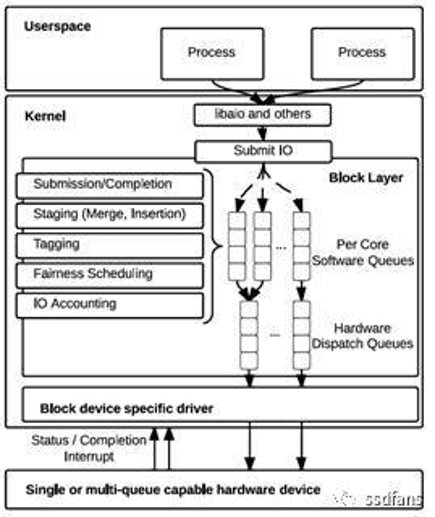 Userspace
Process
Process
Kernel
libaio and others
Submit IO
Block Layer
Submission/Completion
Staging (Merge, Insertion)
Tagging
Fairness Scheduling
IO Accounting
...
Per Core
Software Queues
...
Hardware
Dispatch Queues
Block device specific driver
Status / Completion
Interrupt
Single or multi-queue capable hardware device
ssdfans